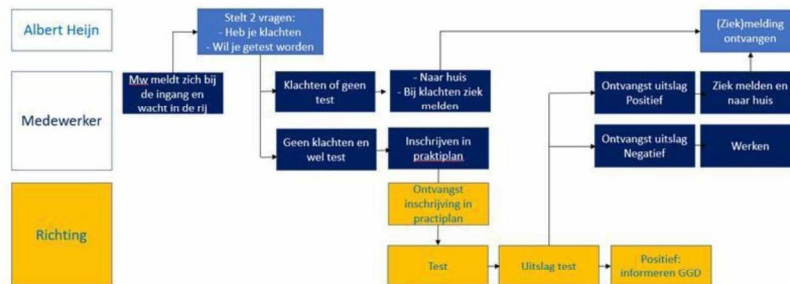 Albert Heijn
Stelt 2 vragen:
- Heb je klachten
- Wil je getest worden
(Ziek)melding
ontvangen
Medewerker
Mw meldt zich bij
de ingang en
wacht in de rij
Klachten of geen
test
- Naar huis
- Bij klachten ziek
melden
Ontvangst uitslag
Positief
Ziek melden en
naar huis
Geen klachten en
wel test
Inschrijven in
praktiplan
Ontvangst uitslag
Negatief
Werken
Richting
Ontvangst
inschrijving in
practiplan
Test
Uitslag test
Positief:
informeren GGD